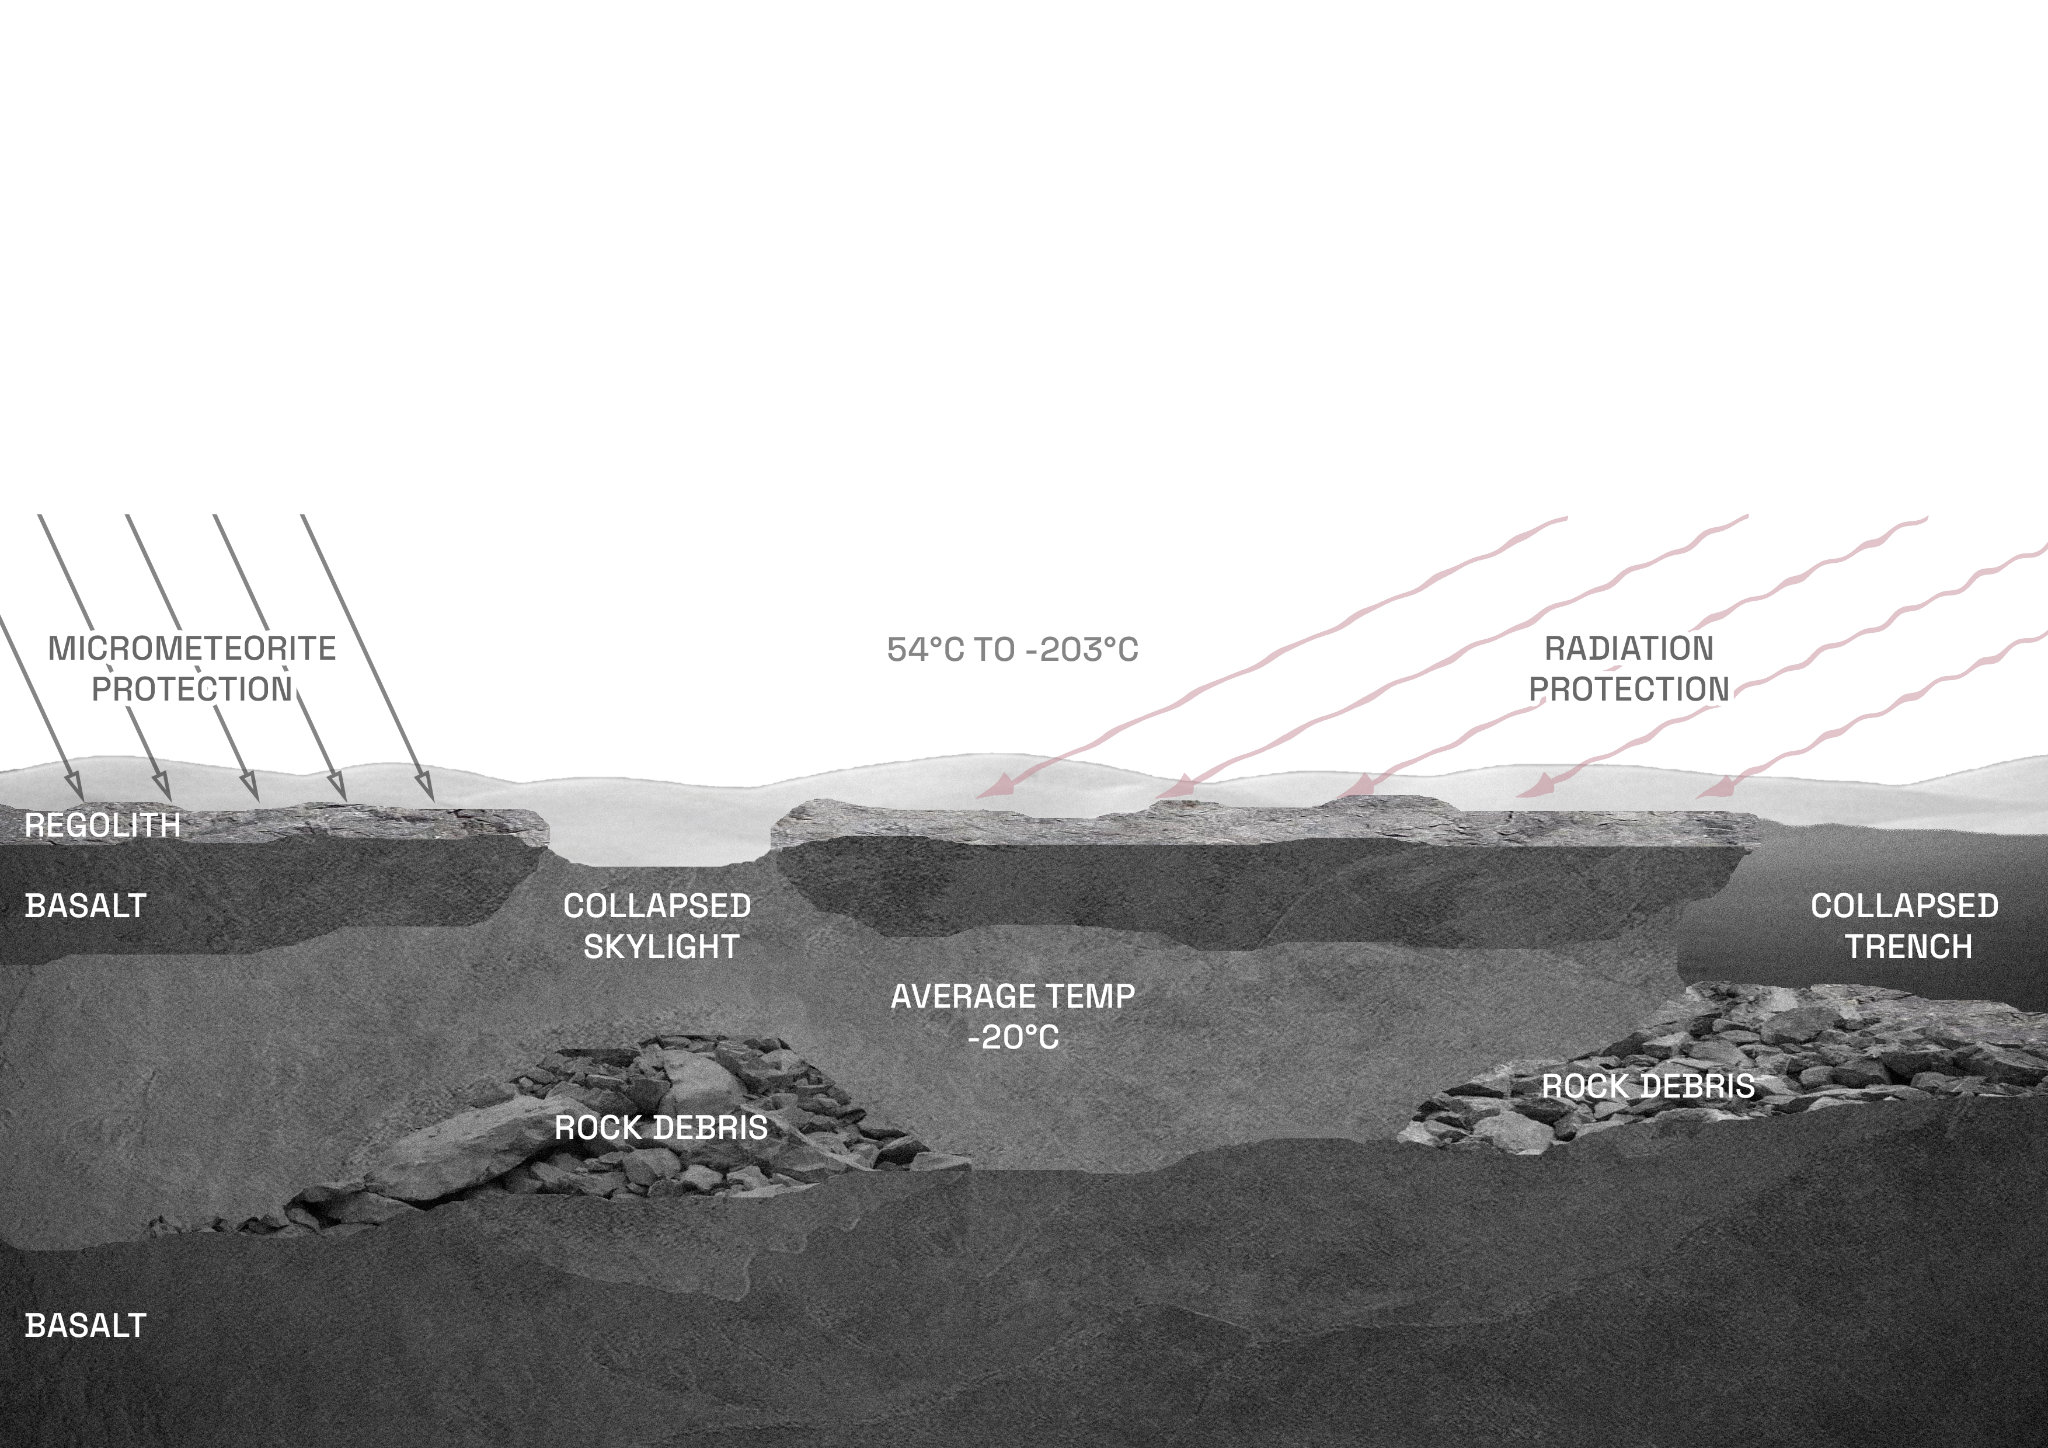 MICROMETEORITE
PROTECTION
54°C TO -203°C
RADIATION
PROTECTION
REGOLITH
BASALT
COLLAPSED
SKYLIGHT
COLLAPSED
TRENCH
AVERAGE TEMP
-20°C
ROCK DEBRIS
ROCK DEBRIS
BASALT